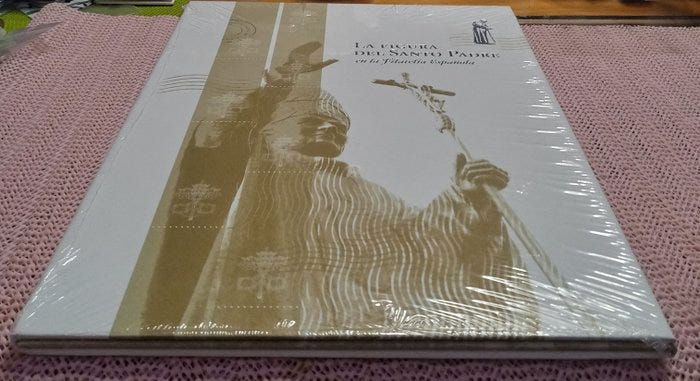 LA FIGURA
DEL SANTO PADRE
en la Filatelia Española